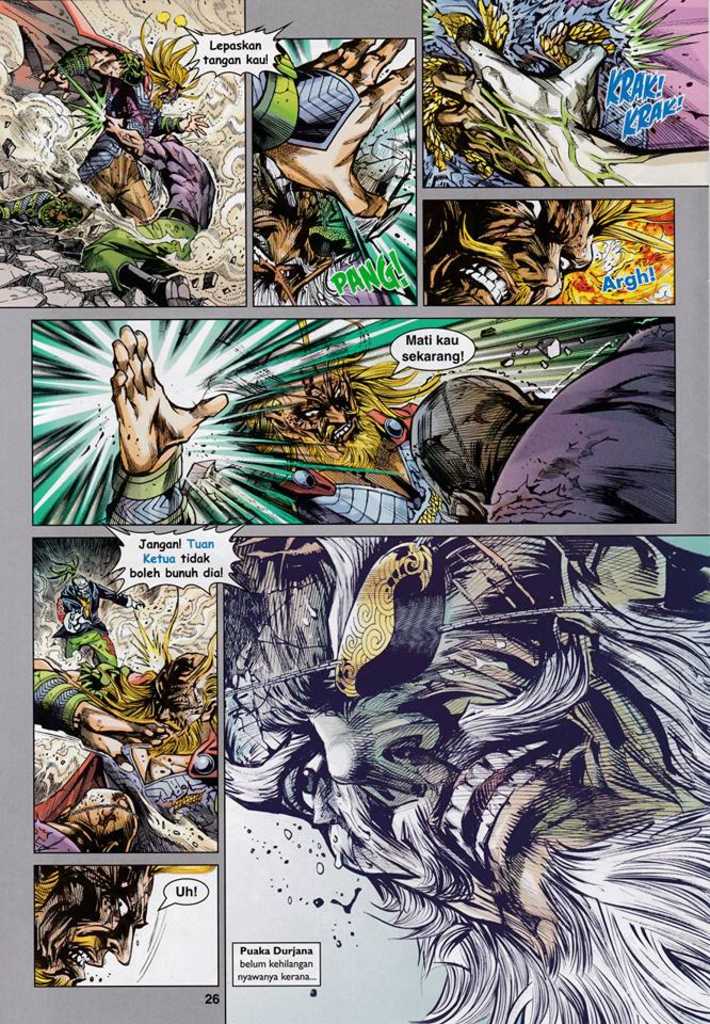 Lepaskan
tangan kau!
PANG!
KRAK!
KRAK!
Argh!
Mati kau
sekarang!
Jangan! Tuan
Ketua tidak
boleh bunuh dia!
Uh!
Puaka Durjana
belum kehilangan
nyawanya kerana...
26